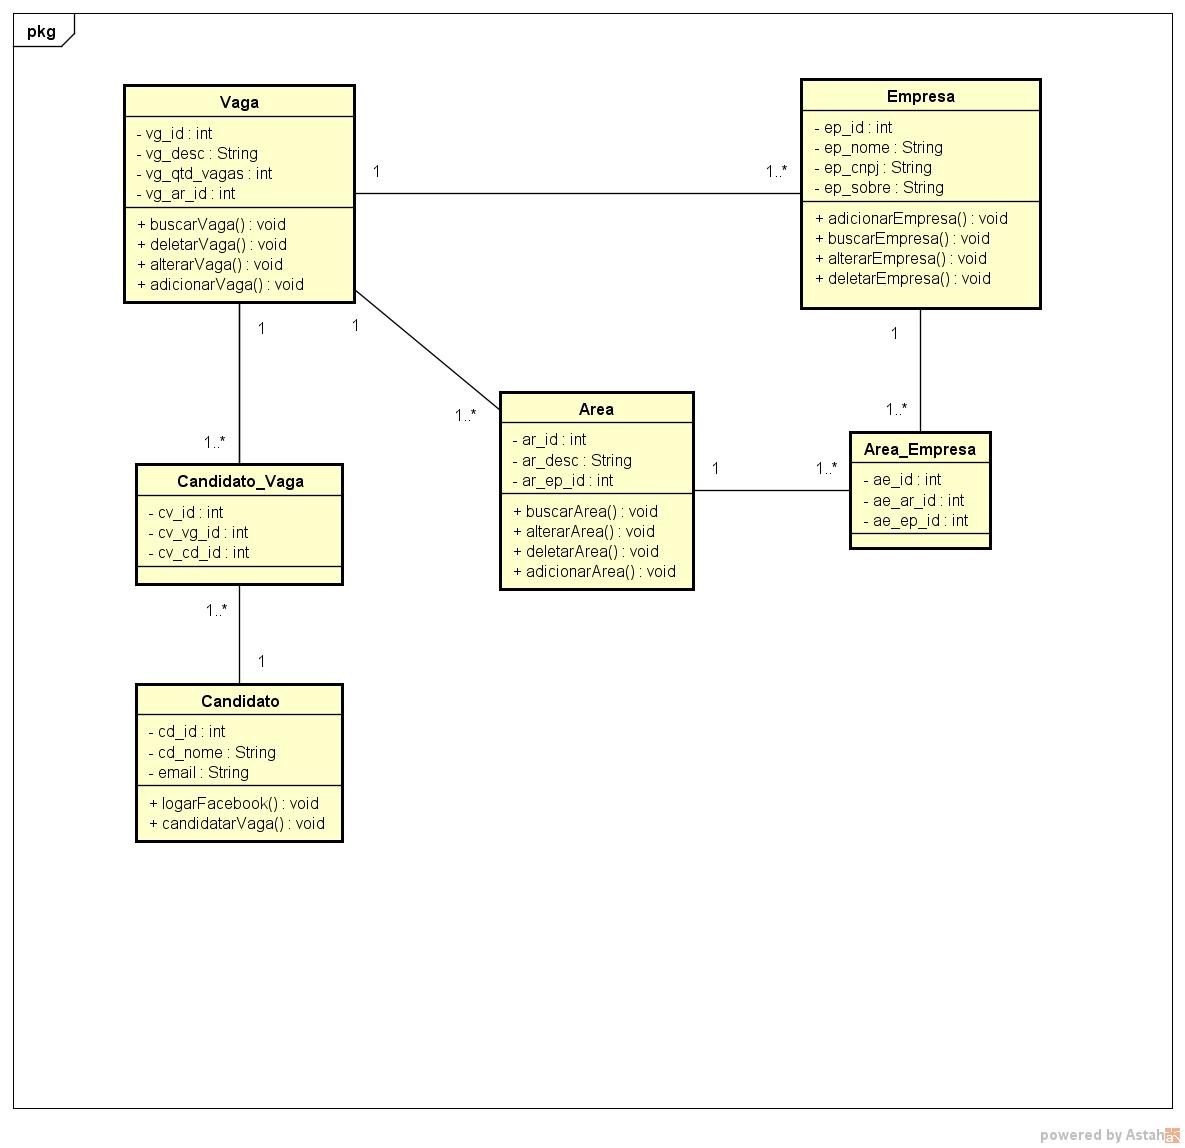 pkg
Vaga
- vg_id : int
- vg_desc : String
- vg_qtd_vagas : int
- vg_ar_id : int
+ buscarVaga() : void
+ deletarVaga() : void
+ alterarVaga() : void
+ adicionarVaga() : void
1
1..*
Empresa
- ep_id : int
- ep_nome : String
- ep_cnpj : String
- ep_sobre : String
+ adicionarEmpresa() : void
+ buscarEmpresa() : void
+ alterarEmpresa() : void
+ deletarEmpresa() : void
1
1
1
1..*
1..*
1..*
Area
- ar_id : int
- ar_desc : String
- ar_ep_id : int
+ buscarArea() : void
+ alterarArea() : void
+ deletarArea() : void
+ adicionarArea() : void
1
1..*
Area_Empresa
- ae_id : int
- ae_ar_id : int
- ae_ep_id : int
Candidato_Vaga
- cv_id : int
- cv_vg_id : int
- cv_cd_id : int
1..*
1
Candidato
- cd_id : int
- cd_nome : String
- email : String
+ logarFacebook() : void
+ candidatarVaga() : void
powered by Astah